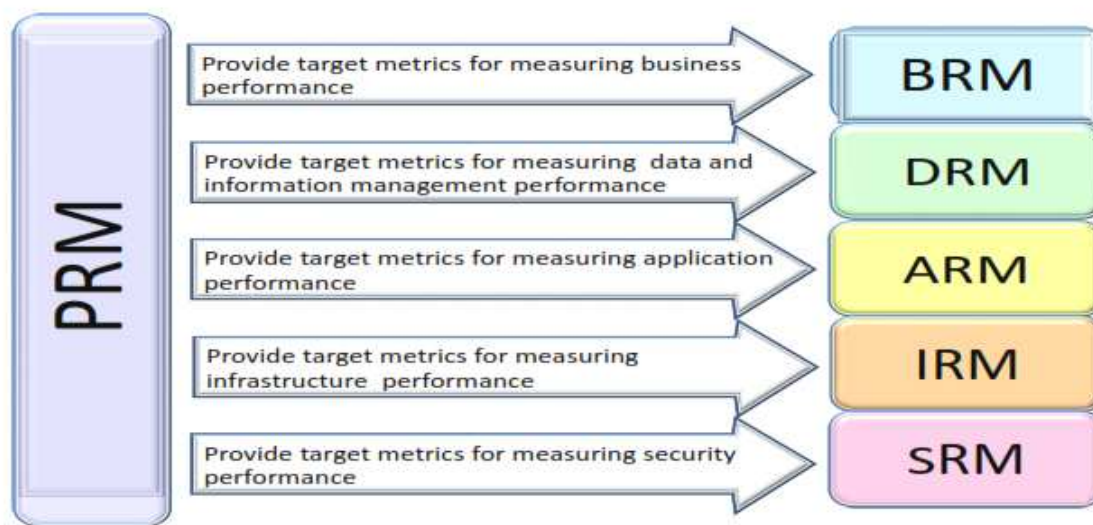 PRM
Provide target metrics for measuring business
performance
BRM
Provide target metrics for measuring data and
information management performance
DRM
Provide target metrics for measuring application
performance
ARM
Provide target metrics for measuring
infrastructure performance
IRM
Provide target metrics for measuring security
performance
sRM